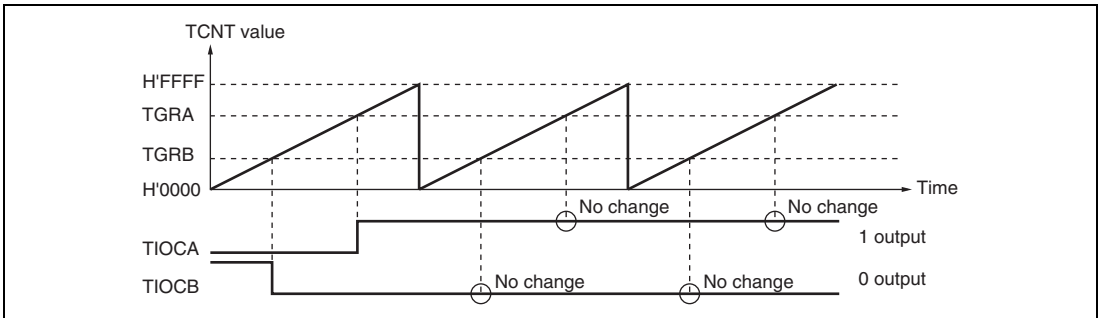 TCNT value
H'FFFF
TGRA
TGRB
H'0000
Time
No change
No change
1 output
TIOCA
No change
No change
0 output
TIOCB